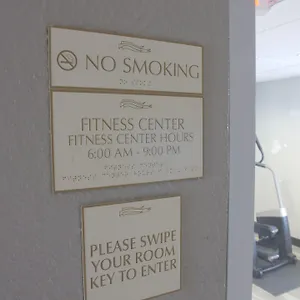 NO SMOKING
FITNESS CENTER
FITNESS CENTER HOURS
6:00 AM - 9:00 PM
PLEASE SWIPE
YOUR ROOM
KEY TO ENTER